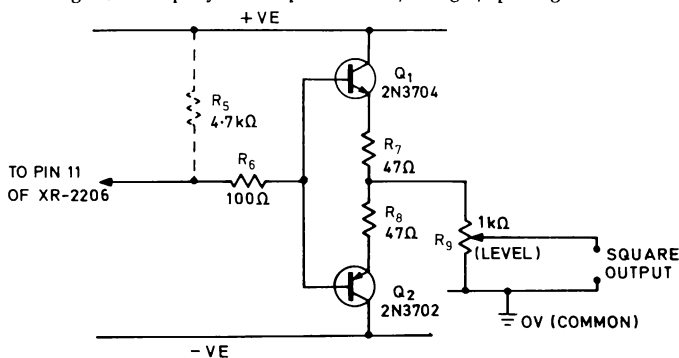 +VE
Q1
2N3704
R5
4·7kΩ
R6
100Ω
R7
47Ω
TO PIN 11
OF XR-2206
R8
47Ω
R9
1kΩ
(LEVEL)
SQUARE
OUTPUT
Q2
2N3702
0V (COMMON)
-VE